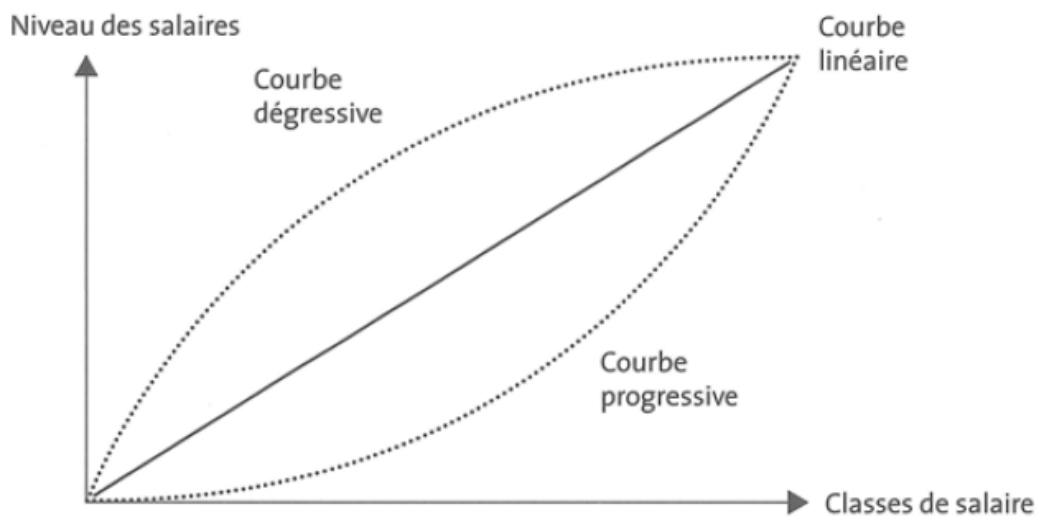 Niveau des salaires
Courbe
linéaire
Courbe
dégressive
Courbe
progressive
Classes de salaire